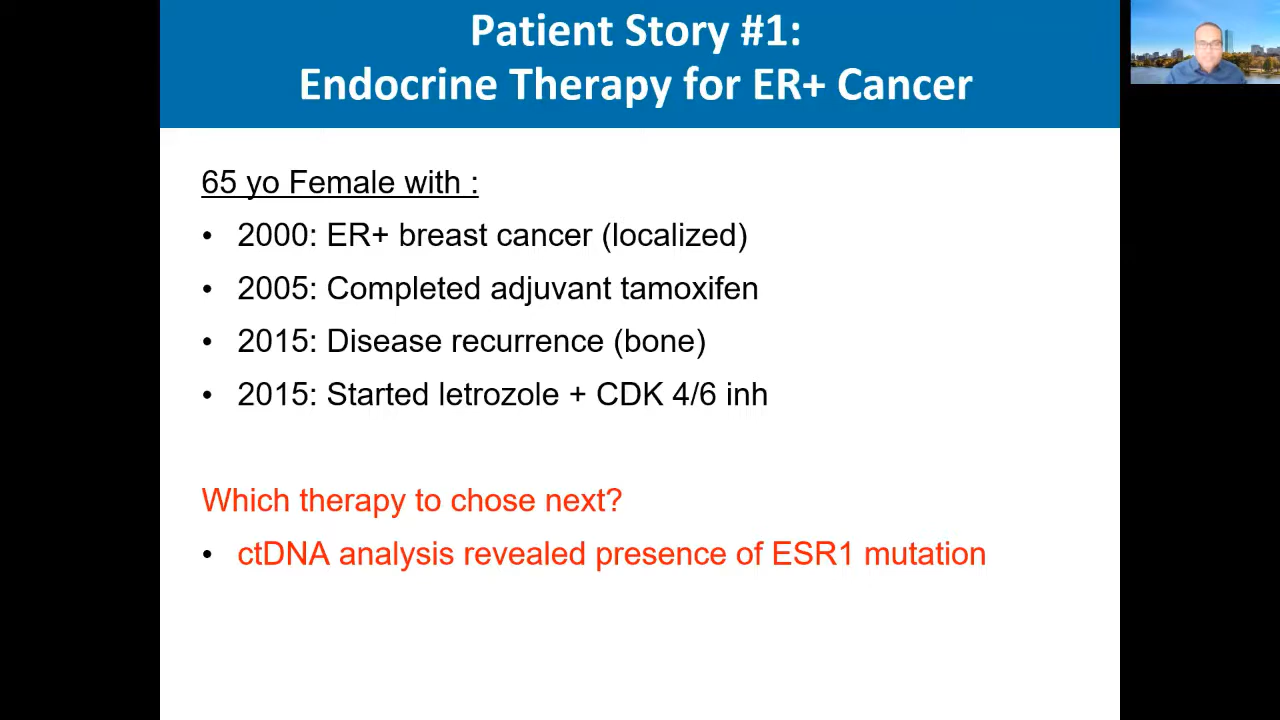 Patient Story #1:
Endocrine Therapy for ER+ Cancer
65 yo Female with :
• 2000: ER+ breast cancer (localized)
• 2005: Completed adjuvant tamoxifen
• 2015: Disease recurrence (bone)
• 2015: Started letrozole + CDK 4/6 inh
Which therapy to chose next?
• ctDNA analysis revealed presence of ESR1 mutation